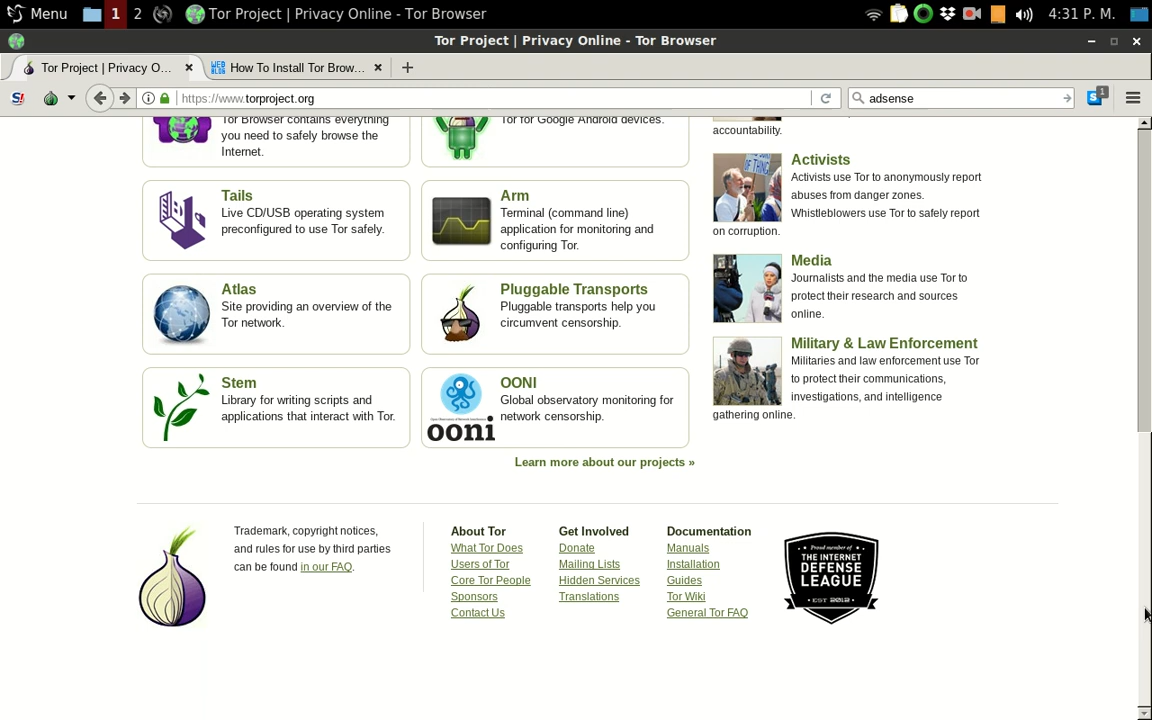 Menu
1
2
Tor Project | Privacy Online - Tor Browser
4:31 P. M.
Tor Project | Privacy Online - Tor Browser
Tor Project | Privacy O...
How To Install Tor Brow...
https://www.torproject.org
adsense
1
Tor Browser contains everything
you need to safely browse the
Internet.
Tor for Google Android devices.
Tails
Live CD/USB operating system
preconfigured to use Tor safely.
Arm
Terminal (command line)
application for monitoring and
configuring Tor.
Atlas
Site providing an overview of the
Tor network.
Pluggable Transports
Pluggable transports help you
circumvent censorship.
Stem
Library for writing scripts and
applications that interact with Tor.
ooni
OONI
Global observatory monitoring for
network censorship.
Learn more about our projects »
accountability.
Activists
Activists use Tor to anonymously report
abuses from danger zones.
Whistleblowers use Tor to safely report
on corruption.
Media
Journalists and the media use Tor to
protect their research and sources
online.
Military & Law Enforcement
Militaries and law enforcement use Tor
to protect their communications,
investigations, and intelligence
gathering online.
Trademark, copyright notices,
and rules for use by third parties
can be found in our FAQ.
About Tor
What Tor Does
Users of Tor
Core Tor People
Sponsors
Contact Us
Get Involved
Donate
Mailing Lists
Hidden Services
Translations
Documentation
Manuals
Installation
Guides
Tor Wiki
General Tor FAQ
Proud member of
THE INTERNET
DEFENSE
LEAGUE
EST 2012